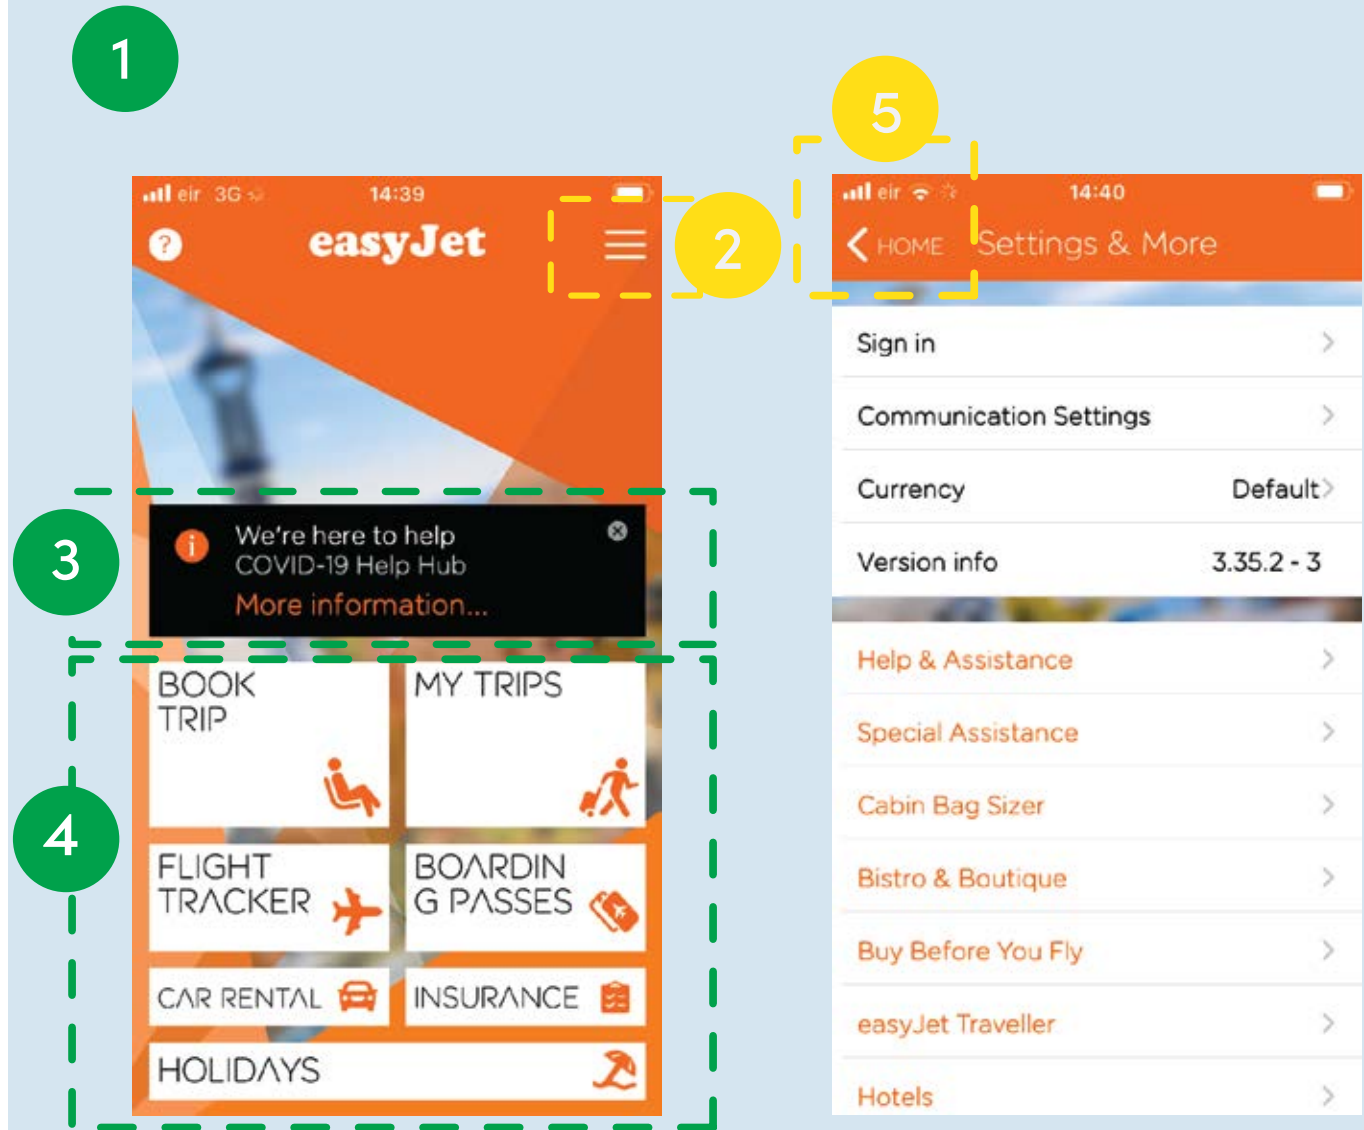 1
eir 3G 14:39
? easyJet
2
3
i We're here to help
COVID-19 Help Hub
More information...
4
BOOK
TRIP
MY TRIPS
FLIGHT
TRACKER
BOARDIN
G PASSES
CAR RENTAL
INSURANCE
HOLIDAYS
5
eir 14:40
HOME Settings & More
Sign in
Communication Settings
Currency Default
Version info 3.35.2 - 3
Help & Assistance
Special Assistance
Cabin Bag Sizer
Bistro & Boutique
Buy Before You Fly
easyJet Traveller
Hotels